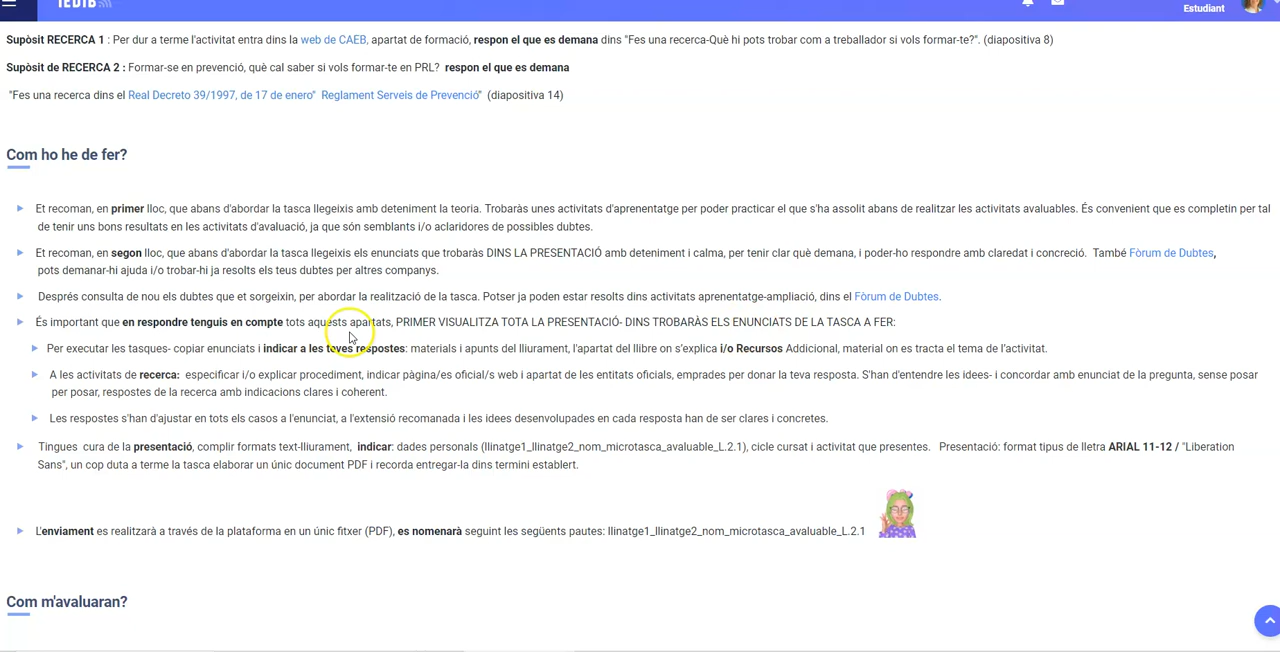 IEDIB
Estudiant
Supòsit RECERCA 1 : Per dur a terme l'activitat entra dins la web de CAEB, apartat de formació, respon el que es demana dins "Fes una recerca-Què hi pots trobar com a treballador si vols formar-te?". (diapositiva 8)
Supòsit de RECERCA 2 : Formar-se en prevenció, què cal saber si vols formar-te en PRL? respon el que es demana
"Fes una recerca dins el Real Decreto 39/1997, de 17 de enero" Reglament Serveis de Prevenció" (diapositiva 14)
Com ho he de fer?
Et recoman, en primer lloc, que abans d'abordar la tasca llegeixis amb deteniment la teoria. Trobaràs unes activitats d'aprenentatge per poder practicar el que s'ha assolit abans de realitzar les activitats avaluables. És convenient que es completin per tal
de tenir uns bons resultats en les activitats d'avaluació, ja que són semblants i/o aclaridores de possibles dubtes.
Et recoman, en segon lloc, que abans d'abordar la tasca llegeixis els enunciats que trobaràs DINS LA PRESENTACIÓ amb deteniment i calma, per tenir clar què demana, i poder-ho respondre amb claredat i concreció. També Fòrum de Dubtes,
pots demanar-hi ajuda i/o trobar-hi ja resolts els teus dubtes per altres companys.
Després consulta de nou els dubtes que et sorgeixin, per abordar la realització de la tasca. Potser ja poden estar resolts dins activitats aprenentatge-ampliació, dins el Fòrum de Dubtes.
És important que en respondre tenguis en compte tots aquests apartats, PRIMER VISUALITZA TOTA LA PRESENTACIÓ- DINS TROBARÀS ELS ENUNCIATS DE LA TASCA A FER:
Per executar les tasques- copiar enunciats i indicar a les teves respostes: materials i apunts del lliurament, l'apartat del llibre on s'explica i/o Recursos Addicional, material on es tracta el tema de l'activitat.
A les activitats de recerca: especificar i/o explicar procediment, indicar pàgina/es oficial/s web i apartat de les entitats oficials, emprades per donar la teva resposta. S'han d'entendre les idees- i concordar amb enunciat de la pregunta, sense posar
per posar, respostes de la recerca amb indicacions clares i coherent.
Les respostes s'han d'ajustar en tots els casos a l'enunciat, a l'extensió recomanada i les idees desenvolupades en cada resposta han de ser clares i concretes.
Tingues cura de la presentació, complir formats text-lliurament, indicar: dades personals (llinatge1_llinatge2_nom_microtasca_avaluable_L.2.1), cicle cursat i activitat que presentes. Presentació: format tipus de lletra ARIAL 11-12 / "Liberation
Sans", un cop duta a terme la tasca elaborar un únic document PDF i recorda entregar-la dins termini establert.
L'enviament es realitzarà a través de la plataforma en un únic fitxer (PDF), es nomenarà seguint les següents pautes: llinatge1_llinatge2_nom_microtasca_avaluable_L.2.1
Com m'avaluaran?